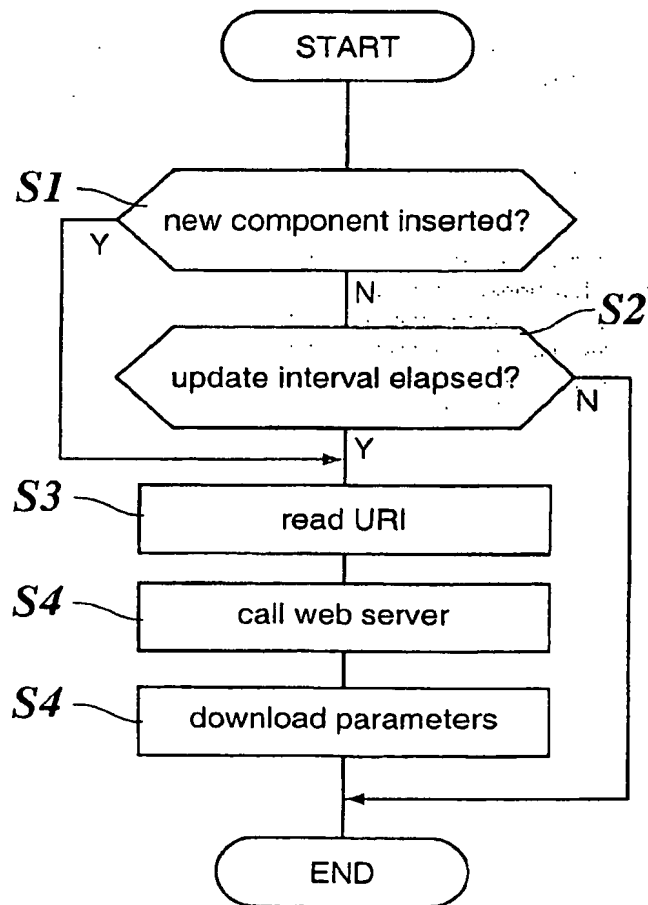 START
S1
new component inserted?
Y
N
S2
update interval elapsed?
N
Y
S3
read URI
S4
call web server
S4
download parameters
END